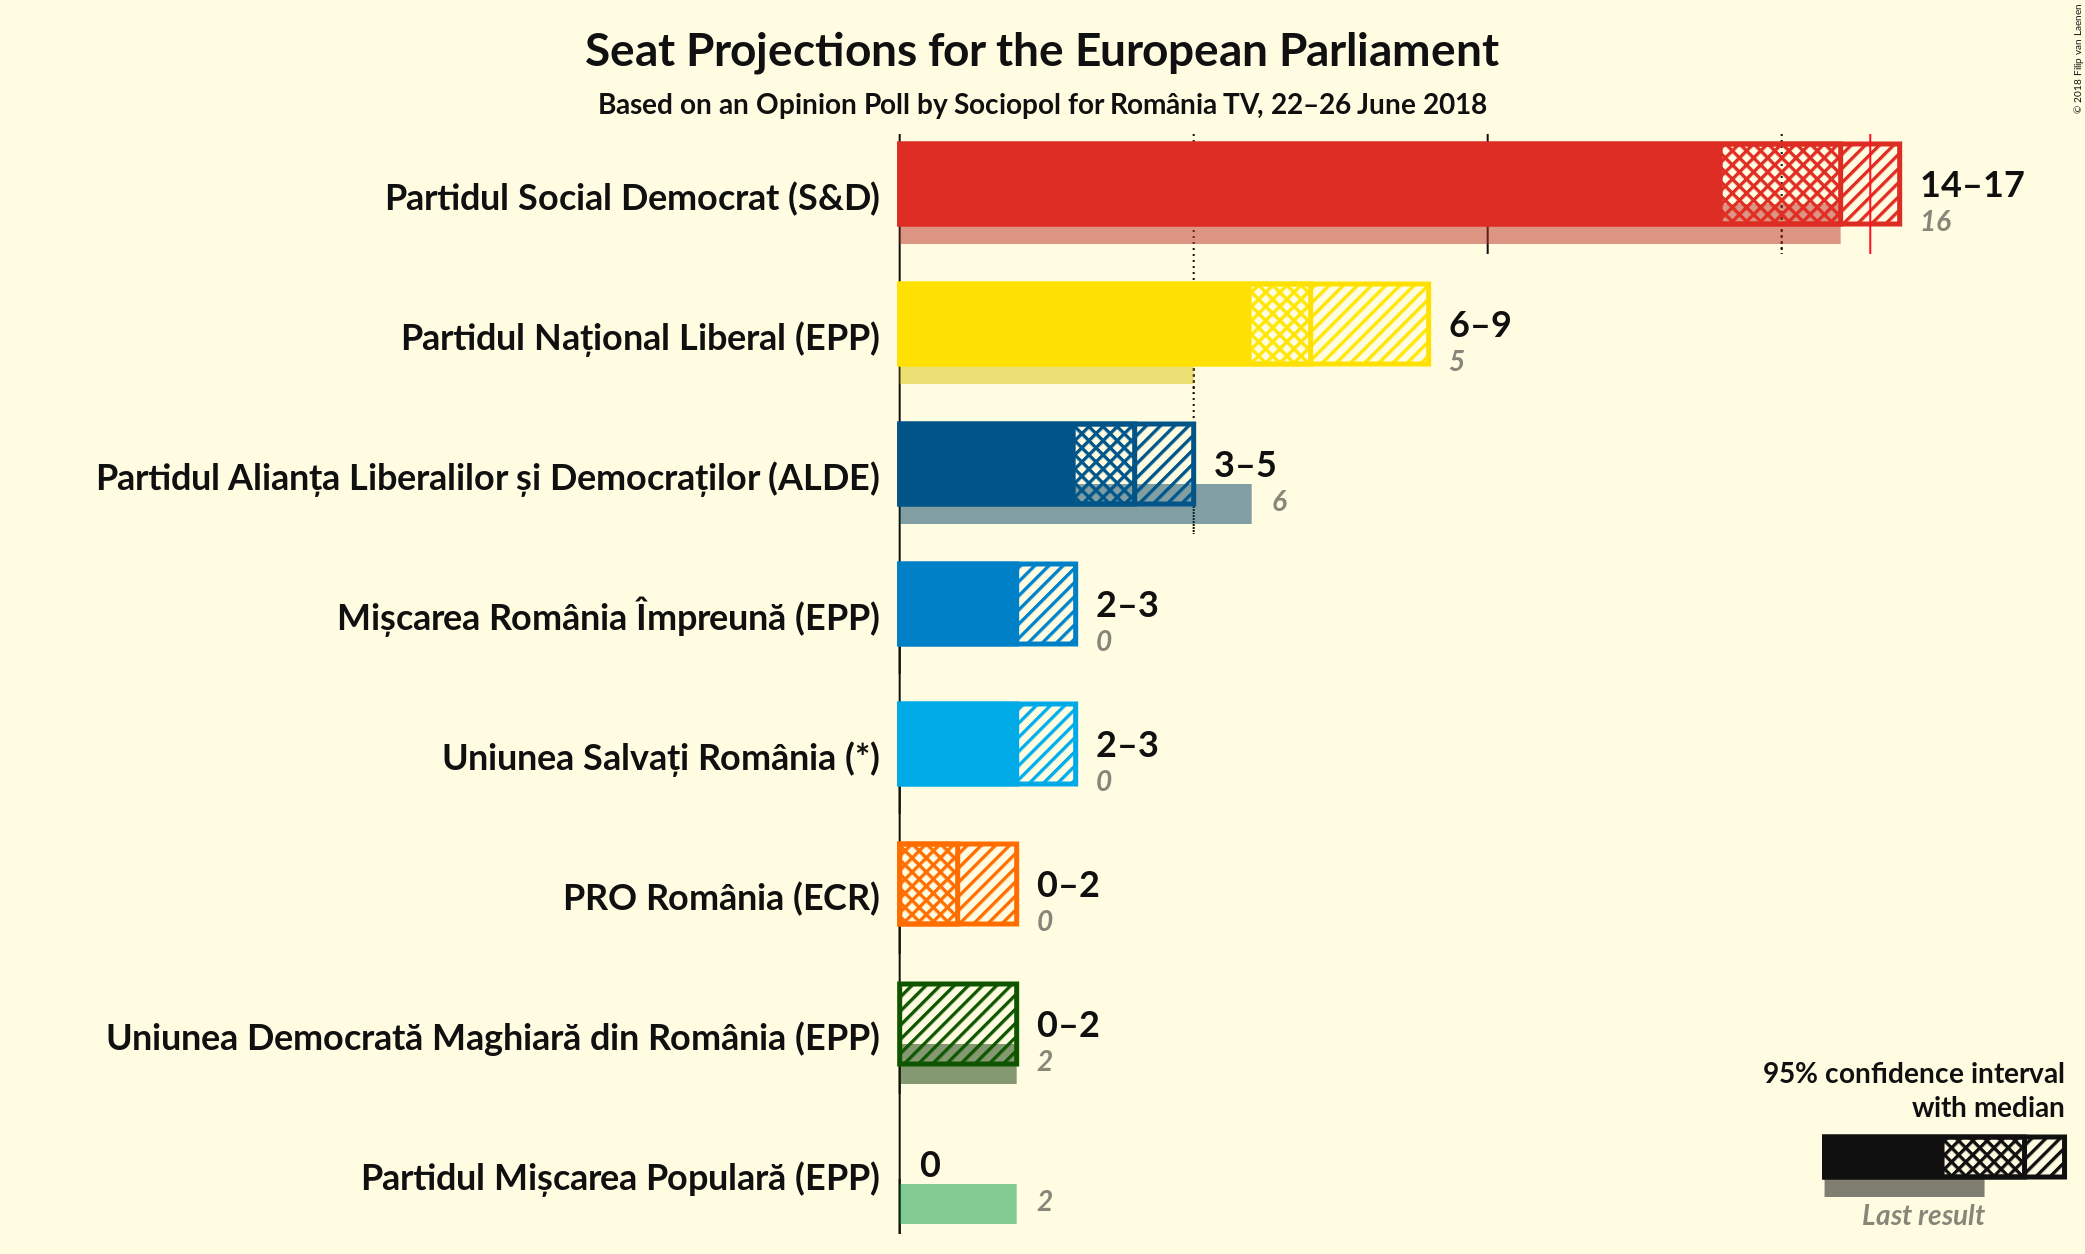 Seat Projections for the European Parliament
Based on an Opinion Poll by Sociopol for România TV, 22–26 June 2018
© 2018 Filip van Laenen
Partidul Social Democrat (S&D)
14–17
16
Partidul Național Liberal (EPP)
6–9
5
Partidul Alianța Liberalilor și Democraților (ALDE)
3–5
6
Mișcarea România Împreună (EPP)
2–3
0
Uniunea Salvați România (*)
2–3
0
PRO România (ECR)
0–2
0
Uniunea Democrată Maghiară din România (EPP)
0–2
2
Partidul Mișcarea Populară (EPP)
0
2
95% confidence interval
with median
Last result